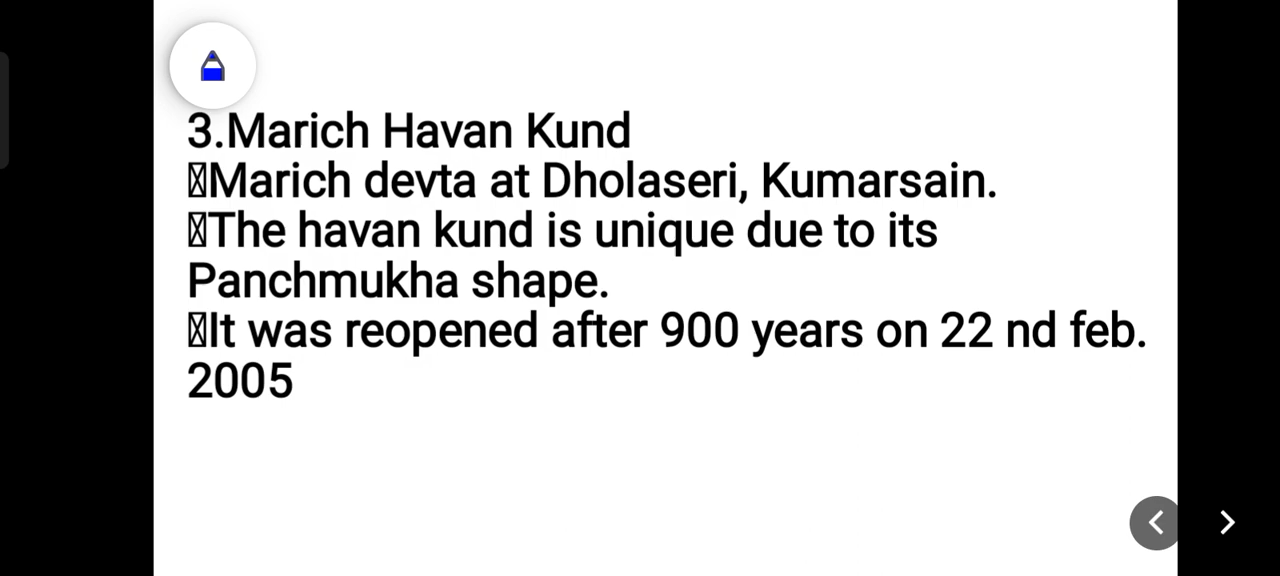 3.Marich Havan Kund
Marich devta at Dholaseri, Kumarsain.
The havan kund is unique due to its
Panchmukha shape.
It was reopened after 900 years on 22 nd feb.
2005